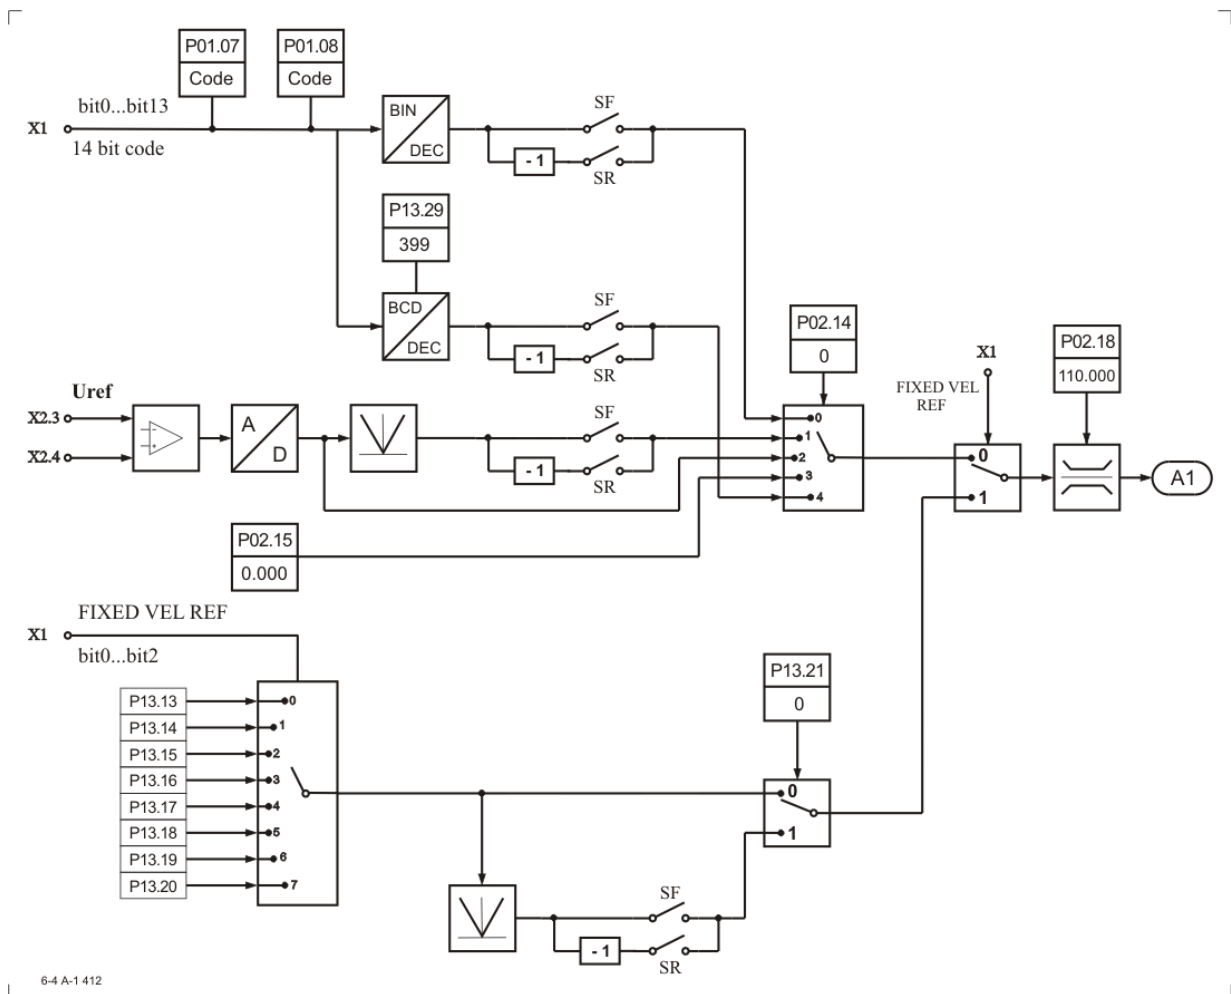 P01.07
Code
P01.08
Code
bit0...bit13
X1
14 bit code
BIN
DEC
SF
- 1
SR
P13.29
399
BCD
DEC
SF
- 1
SR
P02.14
0
X1
FIXED VEL
REF
P02.18
110.000
Uref
X2.3
X2.4
A
D
SF
- 1
SR
0
1
2
3
4
0
1
A1
P02.15
0.000
FIXED VEL REF
X1
bit0...bit2
P13.13
P13.14
P13.15
P13.16
P13.17
P13.18
P13.19
P13.20
0
1
2
3
4
5
6
7
P13.21
0
0
1
SF
- 1
SR
6-4 A-1 412